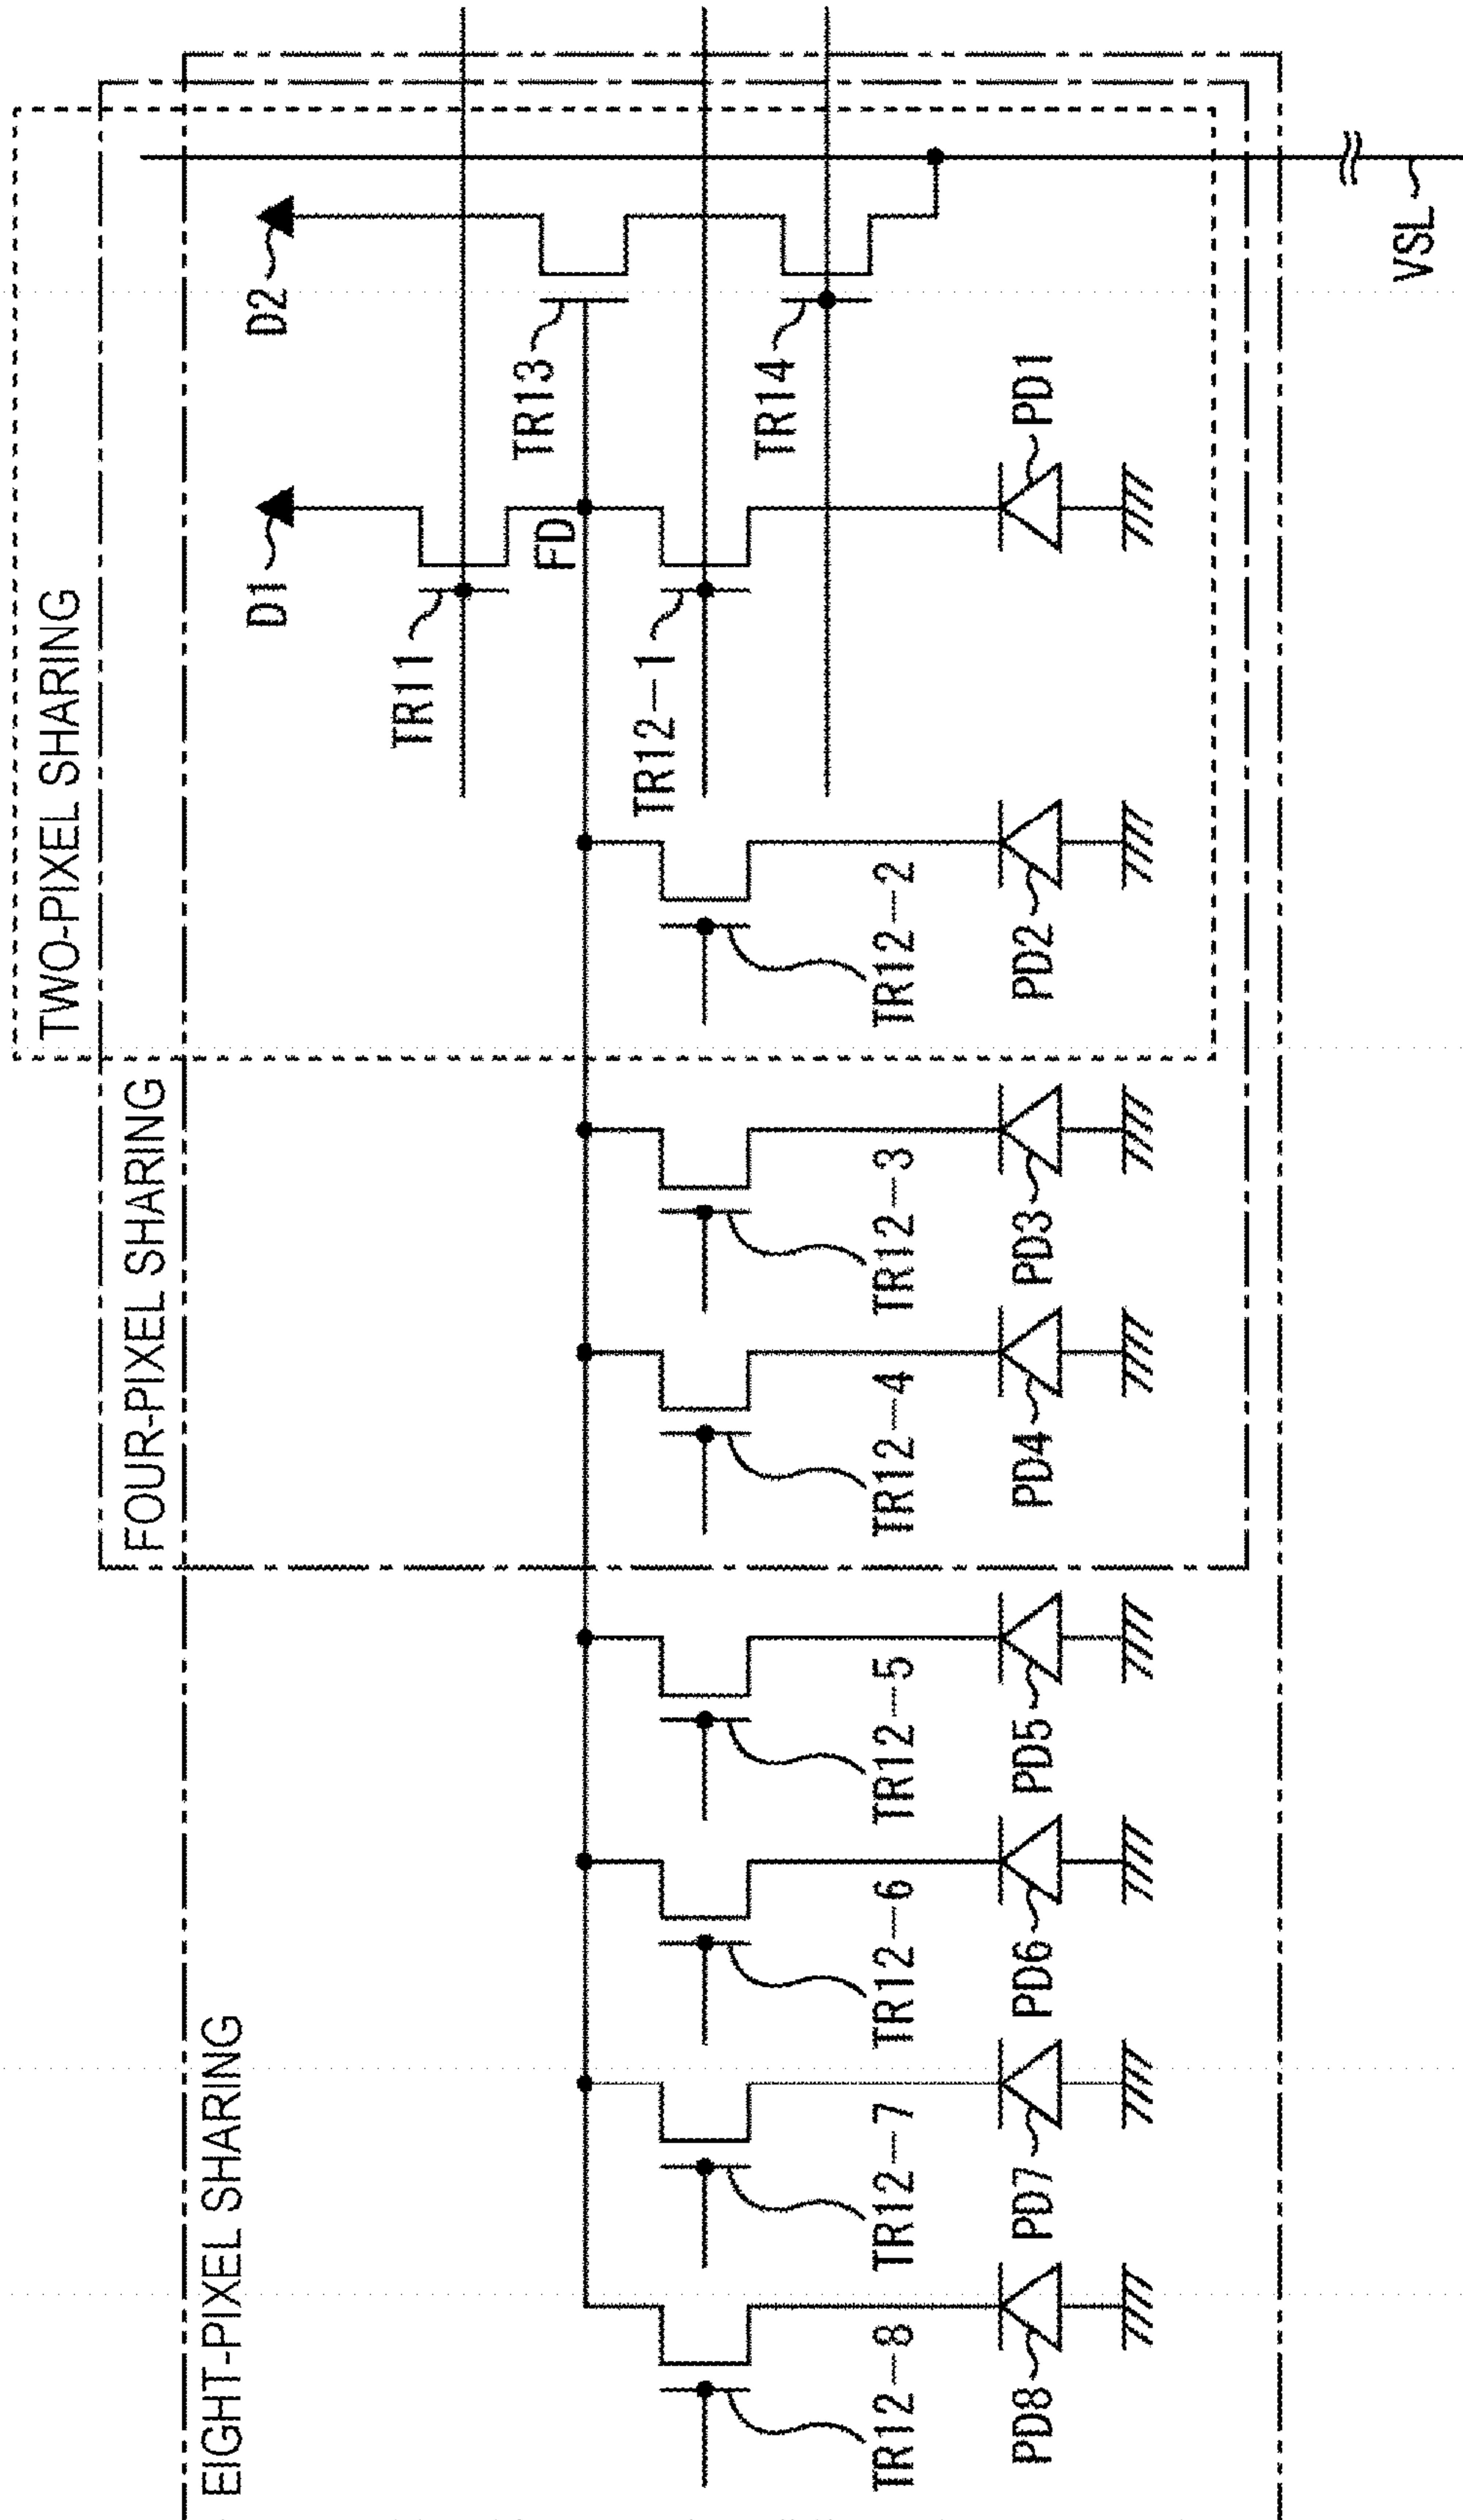 TWO-PIXEL SHARING
FOUR-PIXEL SHARING
EIGHT-PIXEL SHARING
D1
D2
TR11
TR13
FD
TR12-8
TR12-7
TR12-6
TR12-5
TR12-4
TR12-3
TR12-2
TR12-1
TR14
PD8
PD7
PD6
PD5
PD4
PD3
PD2
PD1
VSL